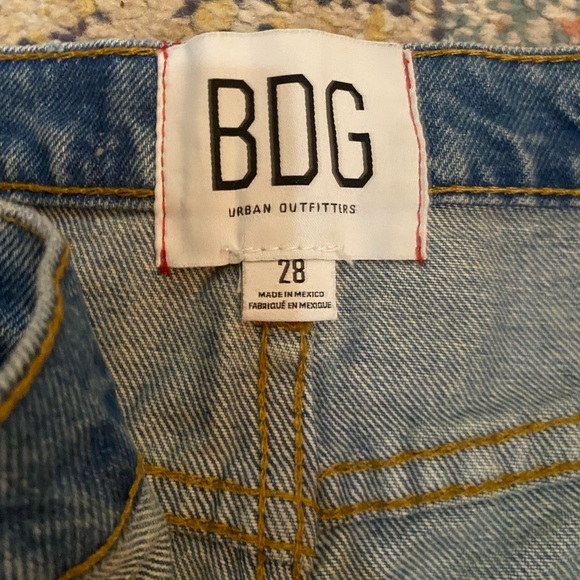 BDG
URBAN OUTFITTERS
28
MADE IN MEXICO
FABRIQUÉ EN MEXIQUE